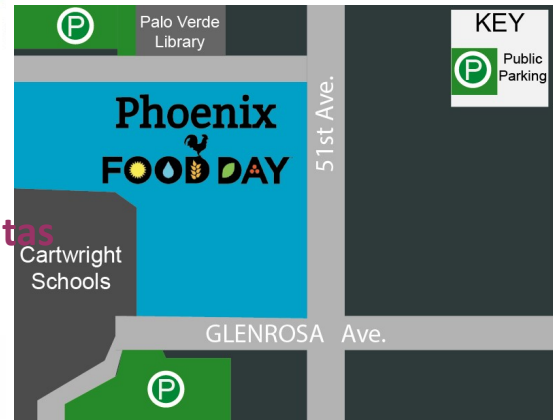 P
Palo Verde
Library
KEY
P
Public
Parking
51st Ave.
Phoenix
FOOD DAY
tas
Cartwright
Schools
GLENROSA Ave.
P